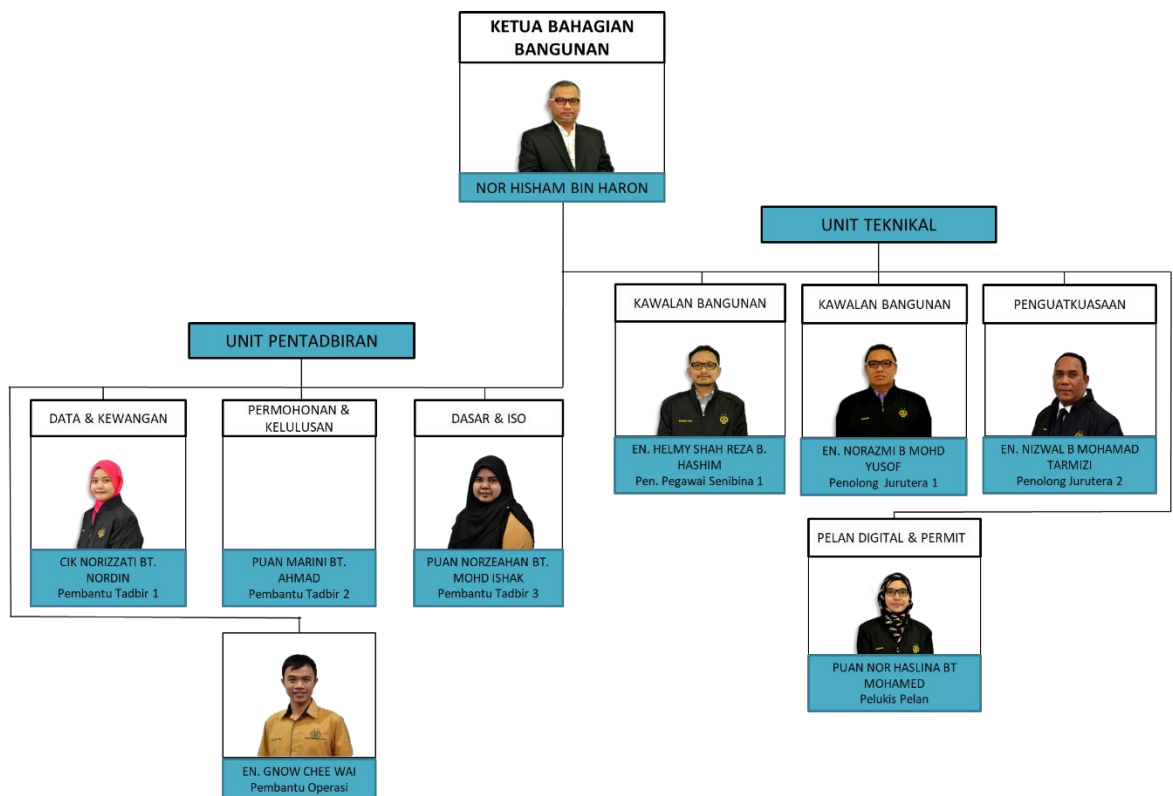 KETUA BAHAGIAN
BANGUNAN
NOR HISHAM BIN HARON
UNIT TEKNIKAL
KAWALAN BANGUNAN
EN. HELMY SHAH REZA B.
HASHIM
Pen. Pegawai Senibina 1
KAWALAN BANGUNAN
EN. NORAZMI B MOHD
YUSOF
Penolong Jurutera 1
PENGUATKUASAAN
EN. NIZWAL B MOHAMAD
TARMIZI
Penolong Jurutera 2
PELAN DIGITAL & PERMIT
PUAN NOR HASLINA BT
MOHAMED
Pelukis Pelan
UNIT PENTADBIRAN
DATA & KEWANGAN
CIK NORIZZATI BT.
NORDIN
Pembantu Tadbir 1
PERMOHONAN &
KELULUSAN
PUAN MARINI BT.
AHMAD
Pembantu Tadbir 2
DASAR & ISO
PUAN NORZEAHAN BT.
MOHD ISHAK
Pembantu Tadbir 3
EN. GNOW CHEE WAI
Pembantu Operasi